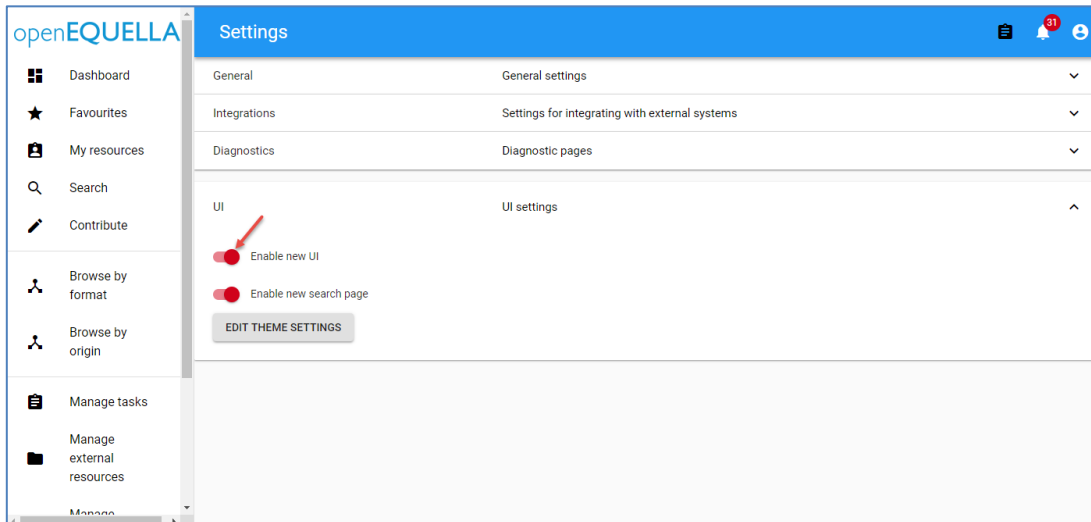 openEQUELLA
Settings
31
Dashboard
Favourites
My resources
Search
Contribute
Browse by
format
Browse by
origin
Manage tasks
Manage
external
resources
Manage
General
General settings
Integrations
Settings for integrating with external systems
Diagnostics
Diagnostic pages
UI
UI settings
Enable new UI
Enable new search page
EDIT THEME SETTINGS